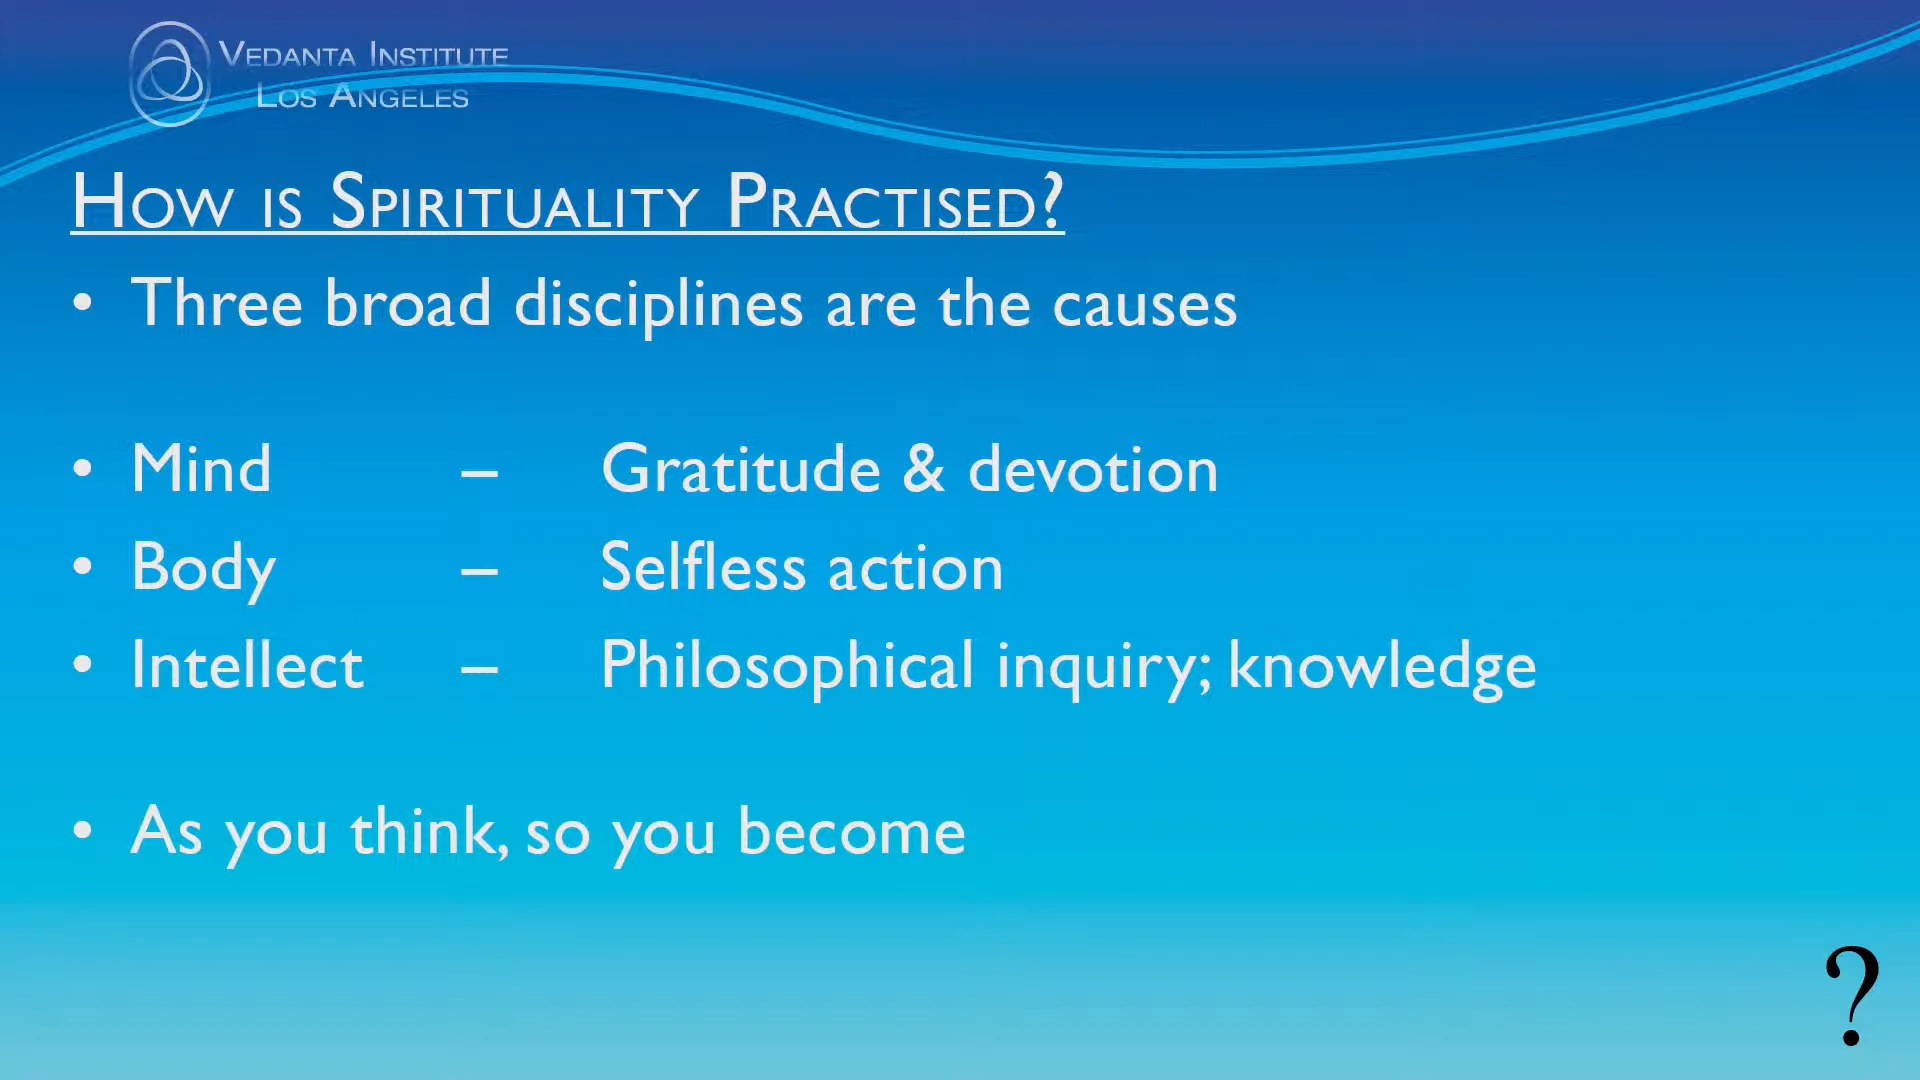 VEDANTA INSTITUTE
LOS ANGELES
HOW IS SPIRITUALITY PRACTISED?
• Three broad disciplines are the causes
• Mind – Gratitude & devotion
• Body – Selfless action
• Intellect – Philosophical inquiry; knowledge
• As you think, so you become
?